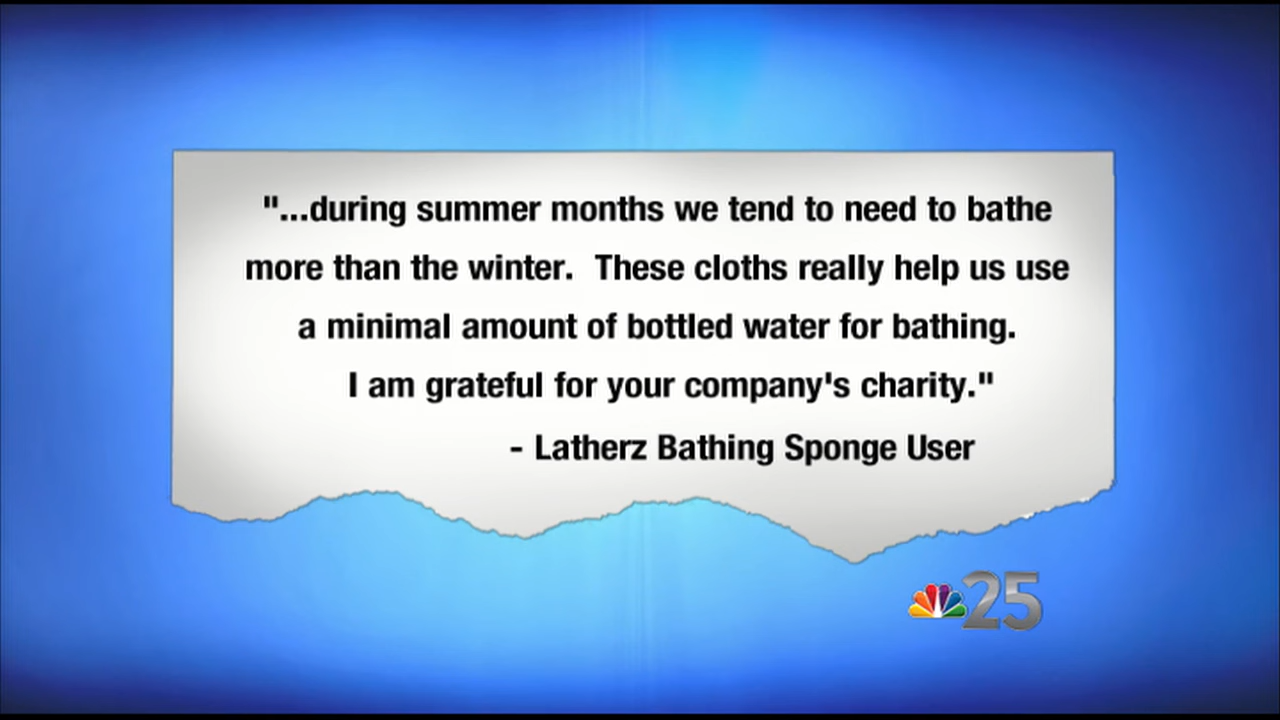 "...during summer months we tend to need to bathe
more than the winter.  These cloths really help us use
a minimal amount of bottled water for bathing.
I am grateful for your company's charity."
- Latherz Bathing Sponge User
25